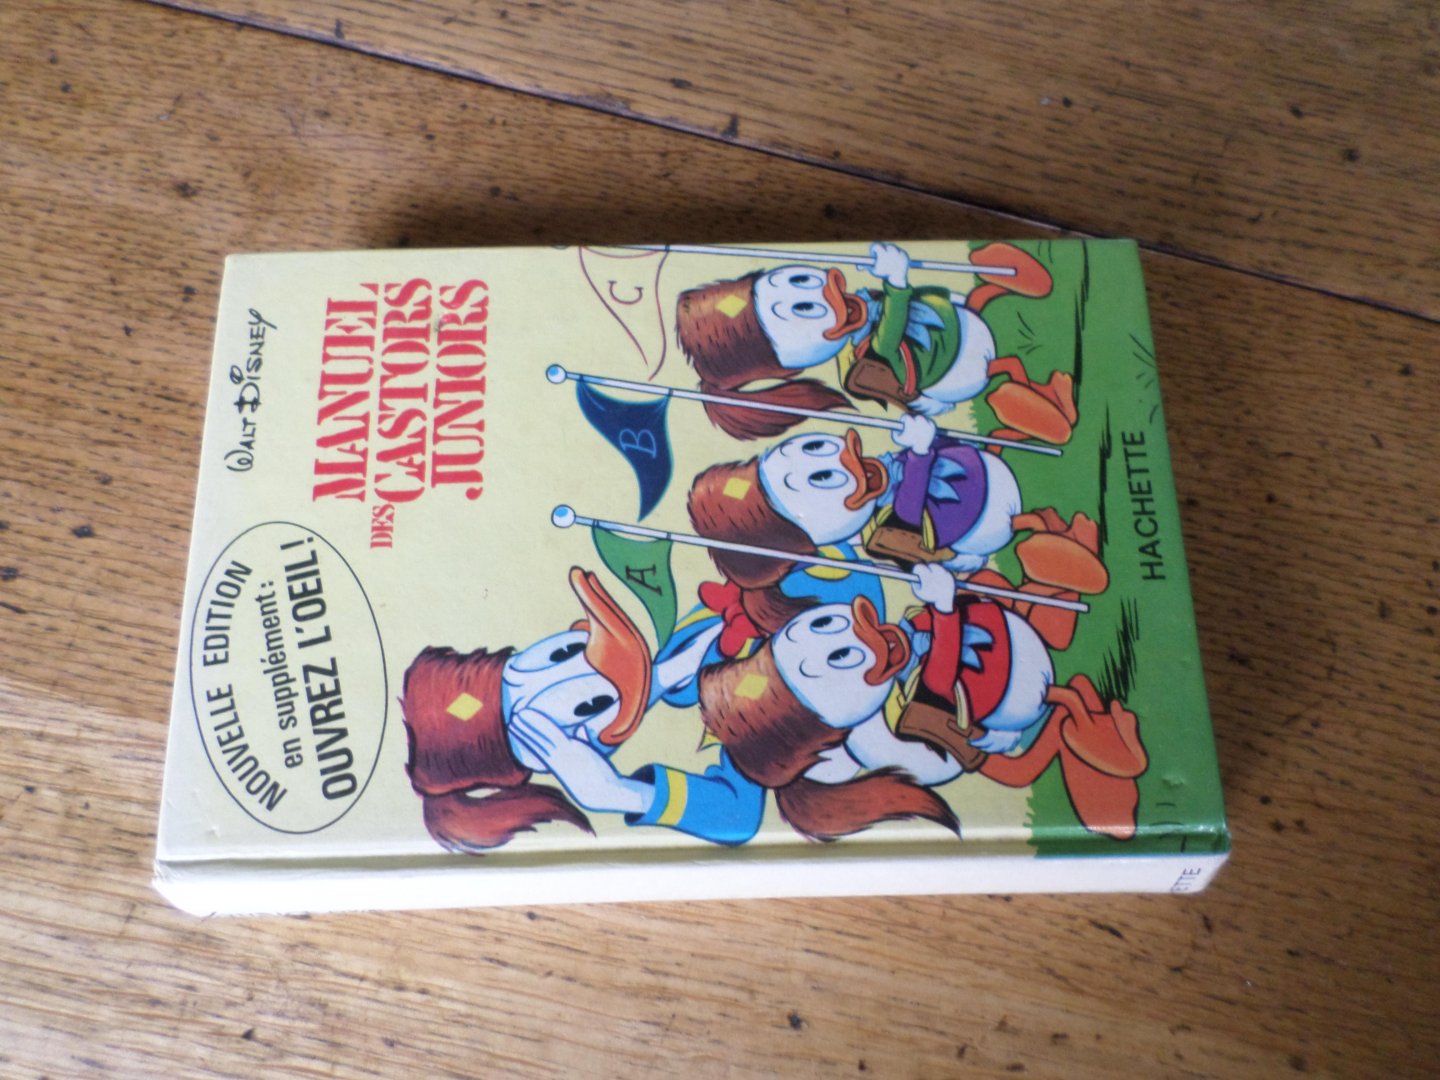 WALT DISNEY
NOUVELLE EDITION
en supplément:
OUVREZ L'OEIL!
MANUEL
DES CASTORS
JUNIORS
A
B
C
HACHETTE